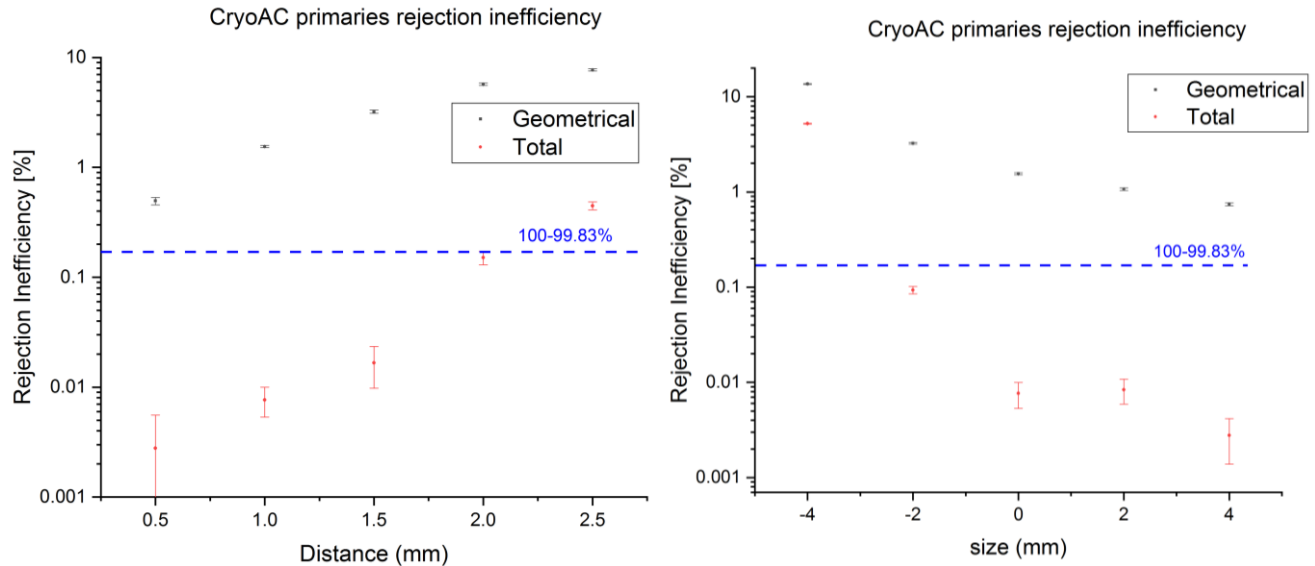 CryoAC primaries rejection inefficiency
10
1
0.1
0.01
0.001
Rejection Inefficiency [%]
Geometrical
Total
100-99.83%
0.5 1.0 1.5 2.0 2.5
Distance (mm)
CryoAC primaries rejection inefficiency
10
1
0.1
0.01
0.001
Rejection Inefficiency [%]
Geometrical
Total
100-99.83%
-4 -2 0 2 4
size (mm)